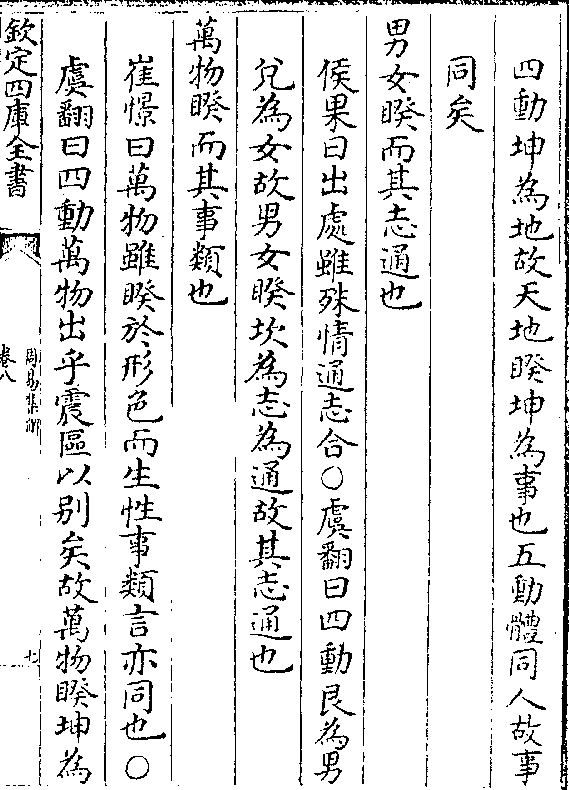 四動坤為地故天地睽坤為事也五動體同人故事
同矣
男女睽而其志通也
侯果曰出處雖殊情通志合○虞翻曰四動艮為男
兌為女故男女睽坎為志為通故其志通也
萬物睽而其事類也
崔憬曰萬物雖睽於形色而生性事類言亦同也○
虞翻曰四動萬物出乎震區以别矣故萬物睽坤為
欽定四庫全書
周易集解
卷八
七